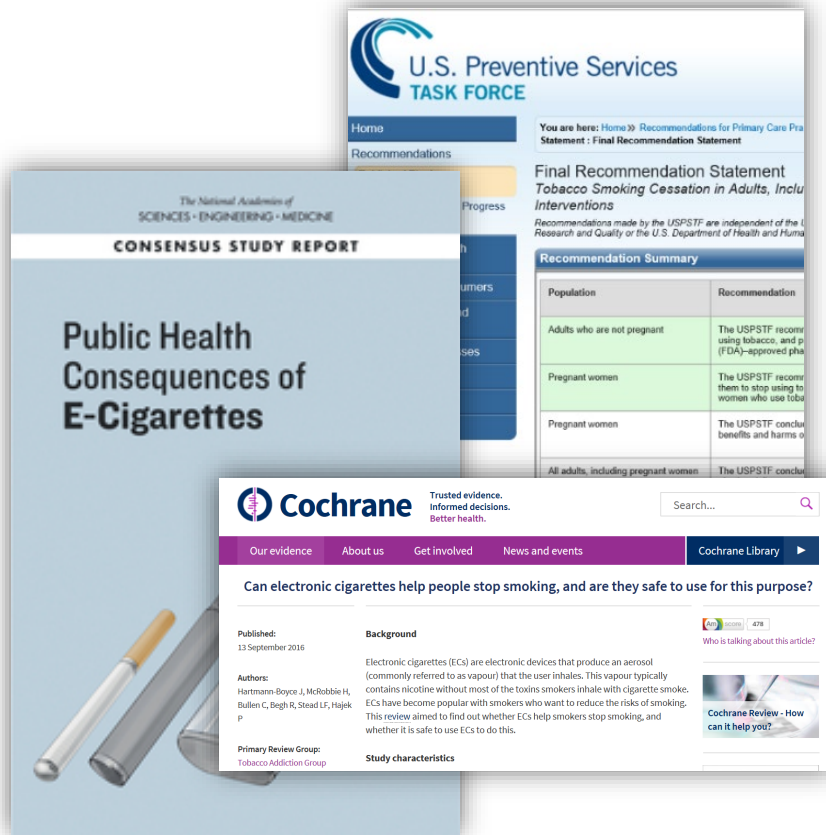 U.S. Preventive Services
TASK FORCE
Home
Recommendations
Progress
umers
sses
You are here: Home» Recommendations for Primary Care Pra
Statement : Final Recommendation Statement
Final Recommendation Statement
Tobacco Smoking Cessation in Adults, Inclu
Interventions
Recommendations made by the USPSTF are independent of the U
Research and Quality or the U.S. Department of Health and Huma
Recommendation Summary
Population
Recommendation
Adults who are not pregnant
The USPSTF recomm
using tobacco, and p
(FDA)–approved pha
Pregnant women
The USPSTF recomm
them to stop using to
women who use toba
Pregnant women
The USPSTF conclu
benefits and harms o
All adults, including pregnant women
The USPSTF conclu
The National Academies of
SCIENCES • ENGINEERING • MEDICINE
CONSENSUS STUDY REPORT
Public Health
Consequences of
E-Cigarettes
Cochrane
Trusted evidence.
Informed decisions.
Better health.
Search...
Our evidence
About us
Get involved
News and events
Cochrane Library
Can electronic cigarettes help people stop smoking, and are they safe to use for this purpose?
Published:
13 September 2016
Authors:
Hartmann-Boyce J, McRobbie H,
Bullen C, Begh R, Stead LF, Hajek
P
Primary Review Group:
Tobacco Addiction Group
Background
Electronic cigarettes (ECs) are electronic devices that produce an aerosol
(commonly referred to as vapour) that the user inhales. This vapour typically
contains nicotine without most of the toxins smokers inhale with cigarette smoke.
ECs have become popular with smokers who want to reduce the risks of smoking.
This review aimed to find out whether ECs help smokers stop smoking, and
whether it is safe to use ECs to do this.
Study characteristics
Am score 478
Who is talking about this article?
Cochrane Review - How
can it help you?